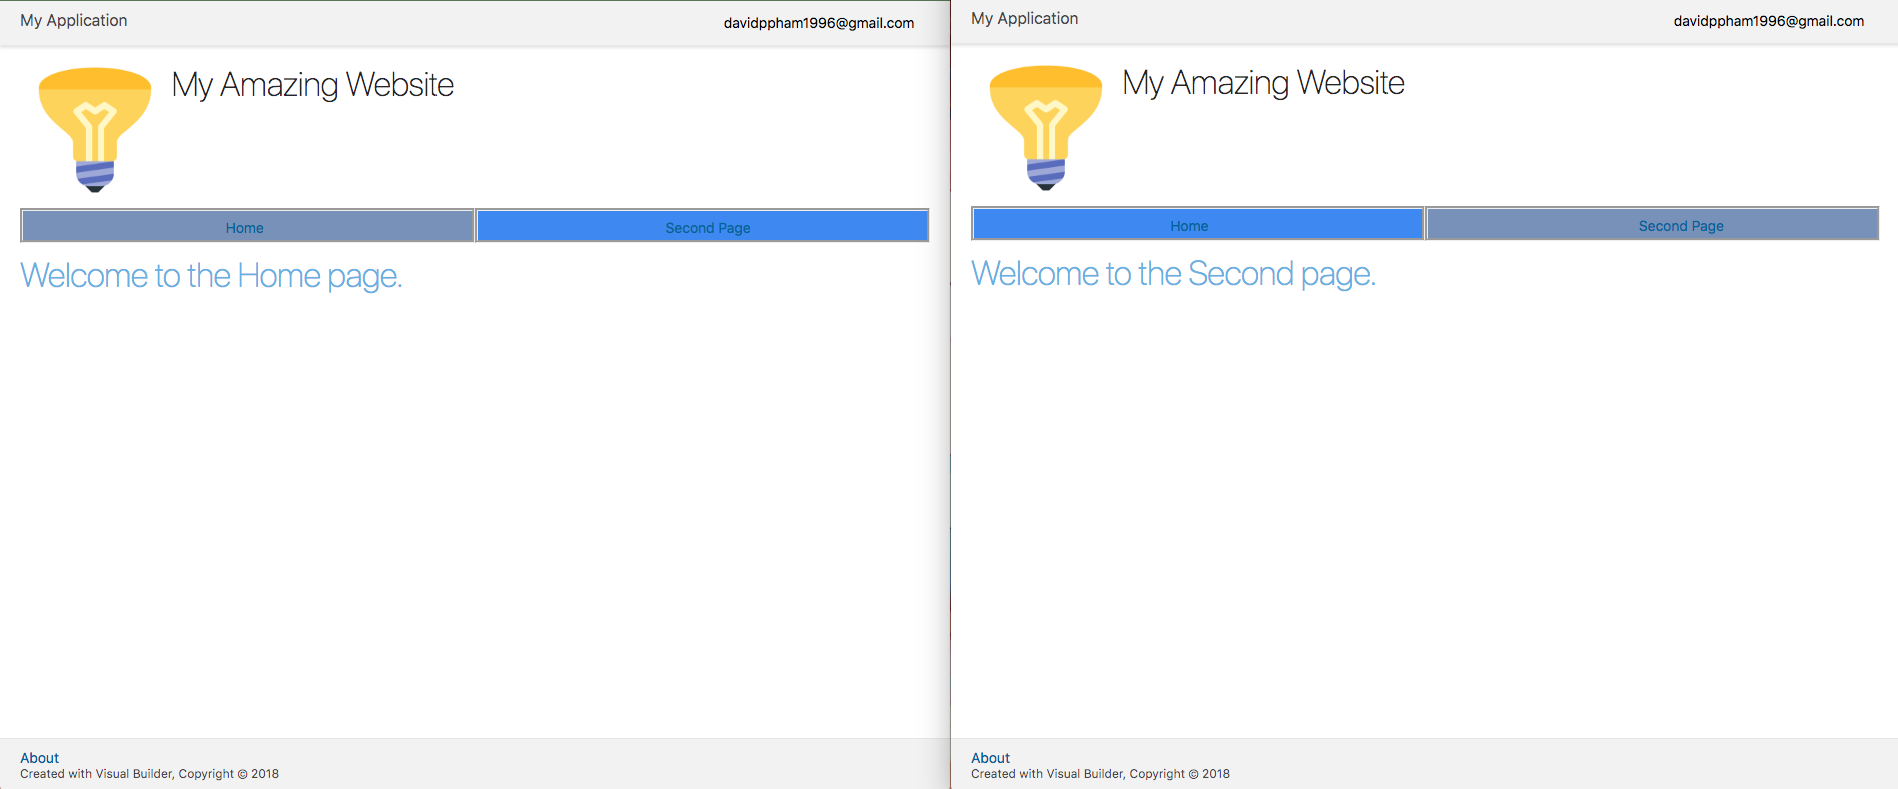 My Application
davidppham1996@gmail.com
My Amazing Website
Home
Second Page
Welcome to the Home page.
About
Created with Visual Builder, Copyright © 2018
My Application
davidppham1996@gmail.com
My Amazing Website
Home
Second Page
Welcome to the Second page.
About
Created with Visual Builder, Copyright © 2018